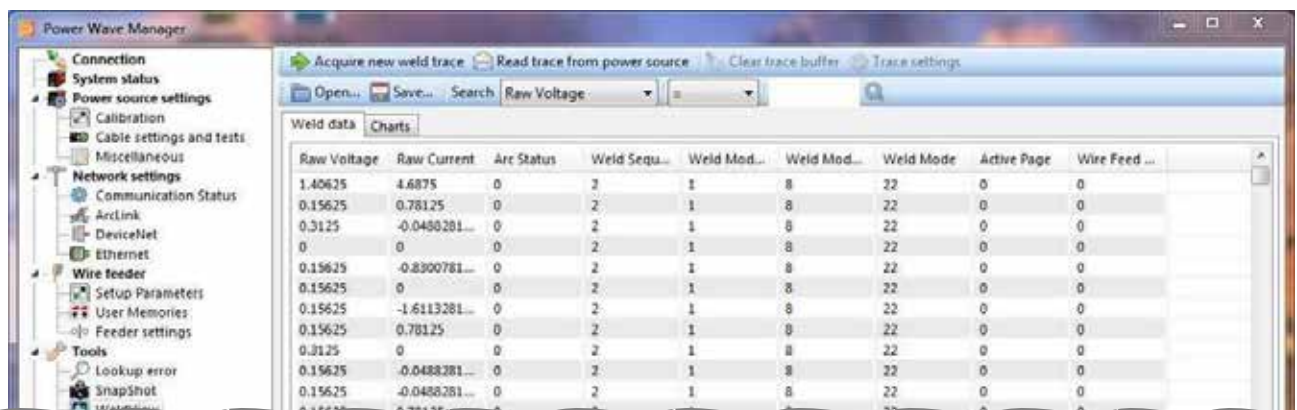 Power Wave Manager
Connection
System status
Power source settings
Calibration
Cable settings and tests
Miscellaneous
Network settings
Communication Status
ArcLink
DeviceNet
Ethernet
Wire feeder
Setup Parameters
User Memories
Feeder settings
Tools
Lookup error
SnapShot
Acquire new weld trace Read trace from power source Clear trace buffer Trace settings
Open... Save... Search Raw Voltage =
Weld data Charts
Raw Voltage Raw Current Arc Status Weld Sequ... Weld Mod... Weld Mod... Weld Mode Active Page Wire Feed ...
1.40625 4.6875 0 2 1 8 22 0 0
0.15625 0.78125 0 2 1 8 22 0 0
0.3125 -0.0488281... 0 2 1 8 22 0 0
0 0 0 2 1 8 22 0 0
0.15625 -0.8300781... 0 2 1 8 22 0 0
0.15625 0 0 2 1 8 22 0 0
0.15625 -1.6113281... 0 2 1 8 22 0 0
0.15625 0.78125 0 2 1 8 22 0 0
0.3125 0 0 2 1 8 22 0 0
0.15625 -0.0488281... 0 2 1 8 22 0 0
0.15625 -0.0488281... 0 2 1 8 22 0 0